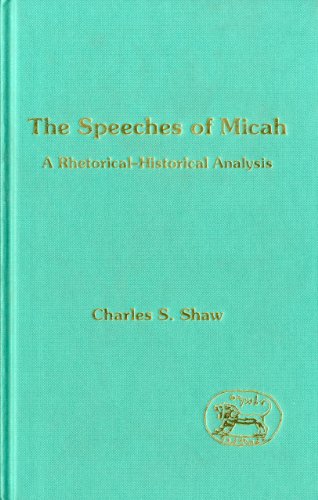 The Speeches of Micah
A Rhetorical-Historical Analysis
Charles S. Shaw